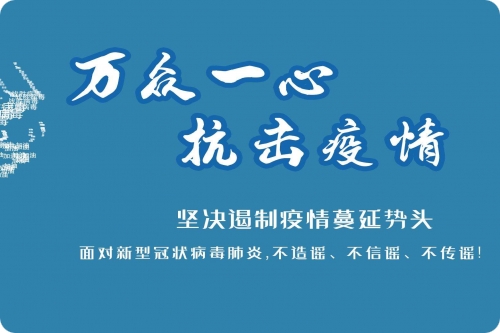 万众一心
抗击疫情
坚决遏制疫情蔓延势头
面对新型冠状病毒肺炎,不造谣、不信谣、不传谣!